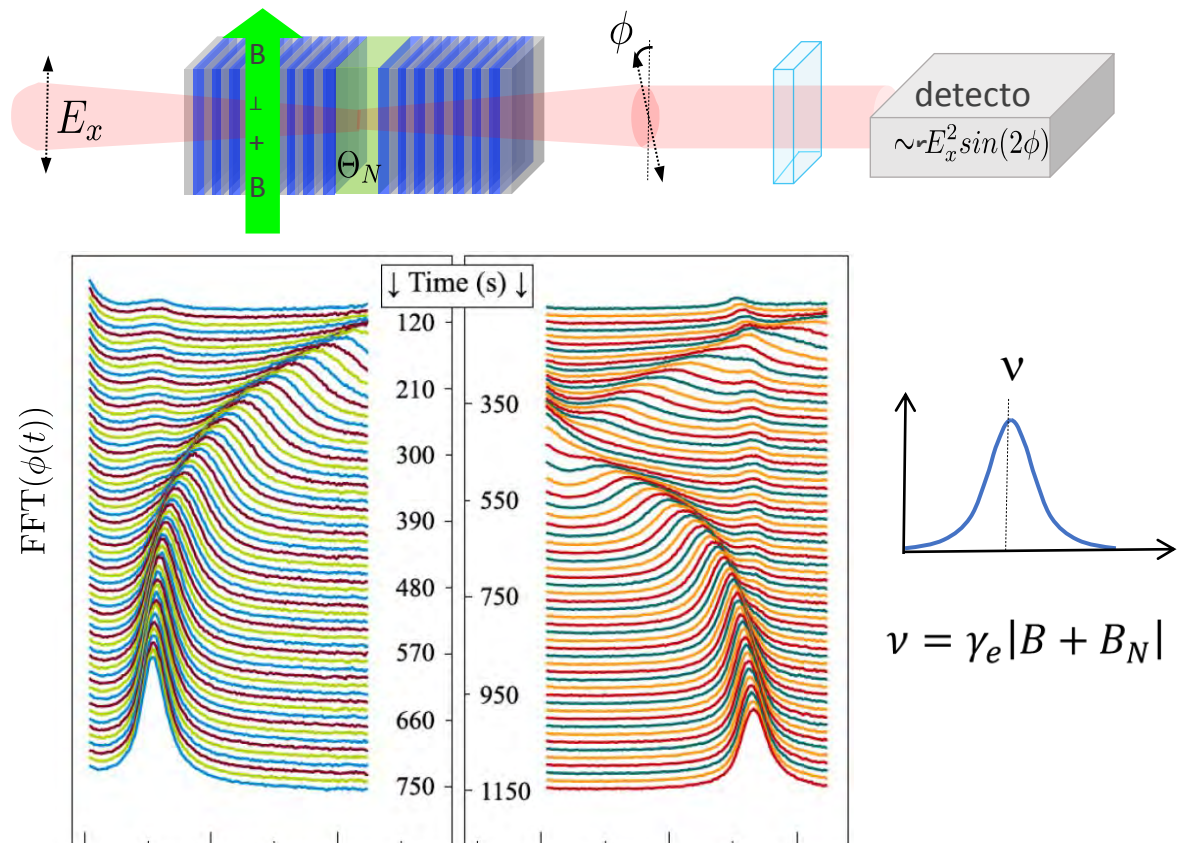 B
⊥
+
B
E_x
Θ_N
ϕ
detecto
~r E_x^2 sin(2ϕ)
FFT(ϕ(t))
↓ Time (s) ↓
120
210
300
390
480
570
660
750
350
550
750
950
1150
ν
ν = γ_e|B + B_N|